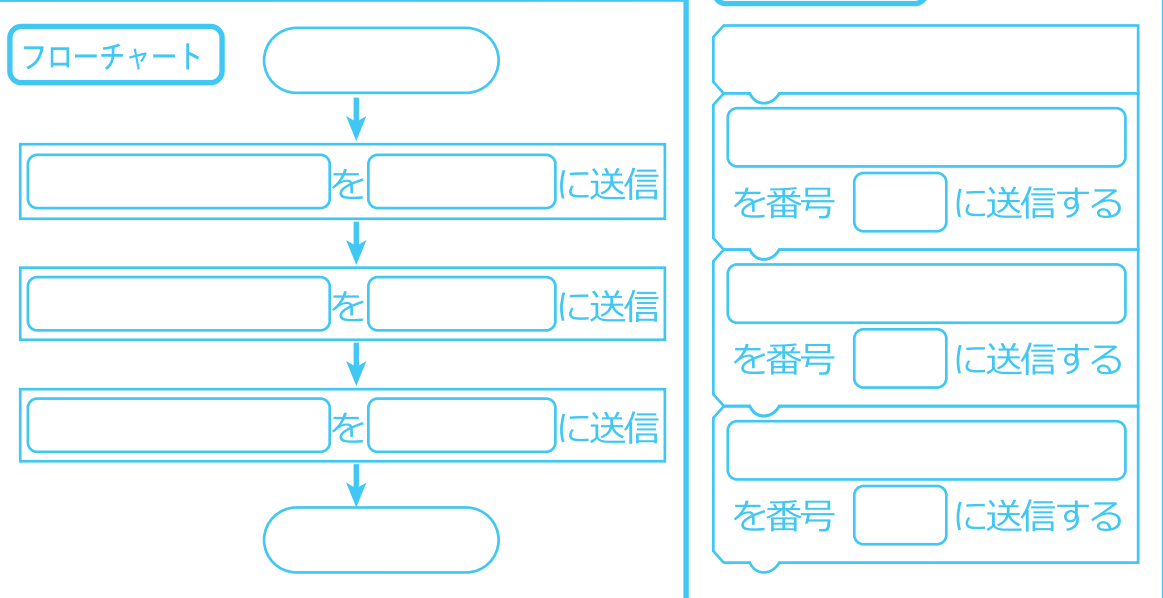 フローチャート
を に送信
を に送信
を に送信
を番号 に送信する
を番号 に送信する
を番号 に送信する